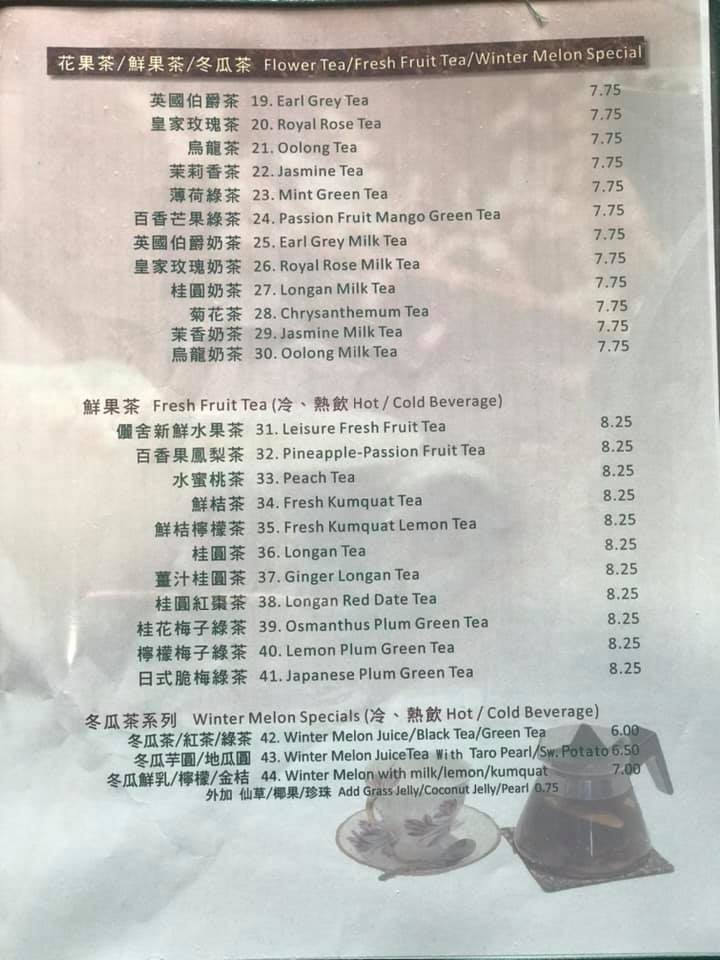 花果茶/鮮果茶/冬瓜茶 Flower Tea/Fresh Fruit Tea/Winter Melon Special
英國伯爵茶 19. Earl Grey Tea 7.75
皇家玫瑰茶 20. Royal Rose Tea 7.75
烏龍茶 21. Oolong Tea 7.75
茉莉香茶 22. Jasmine Tea 7.75
薄荷綠茶 23. Mint Green Tea 7.75
百香芒果綠茶 24. Passion Fruit Mango Green Tea 7.75
英國伯爵奶茶 25. Earl Grey Milk Tea 7.75
皇家玫瑰奶茶 26. Royal Rose Milk Tea 7.75
桂圓奶茶 27. Longan Milk Tea 7.75
菊花茶 28. Chrysanthemum Tea 7.75
茉香奶茶 29. Jasmine Milk Tea 7.75
烏龍奶茶 30. Oolong Milk Tea 7.75
鮮果茶 Fresh Fruit Tea (冷、熱飲 Hot / Cold Beverage)
儷舍新鮮水果茶 31. Leisure Fresh Fruit Tea 8.25
百香果鳳梨茶 32. Pineapple-Passion Fruit Tea 8.25
水蜜桃茶 33. Peach Tea 8.25
鮮桔茶 34. Fresh Kumquat Tea 8.25
鮮桔檸檬茶 35. Fresh Kumquat Lemon Tea 8.25
桂圓茶 36. Longan Tea 8.25
薑汁桂圓茶 37. Ginger Longan Tea 8.25
桂圓紅棗茶 38. Longan Red Date Tea 8.25
桂花梅子綠茶 39. Osmanthus Plum Green Tea 8.25
檸檬梅子綠茶 40. Lemon Plum Green Tea 8.25
日式脆梅綠茶 41. Japanese Plum Green Tea 8.25
冬瓜茶系列 Winter Melon Specials (冷、熱飲 Hot / Cold Beverage)
冬瓜茶/紅茶/綠茶 42. Winter Melon Juice/Black Tea/Green Tea 6.00
冬瓜芋圓/地瓜圓 43. Winter Melon JuiceTea With Taro Pearl/Sw. Potato 6.50
冬瓜鮮乳/檸檬/金桔 44. Winter Melon with milk/lemon/kumquat 7.00
外加 仙草/椰果/珍珠 Add Grass Jelly/Coconut Jelly/Pearl 0.75